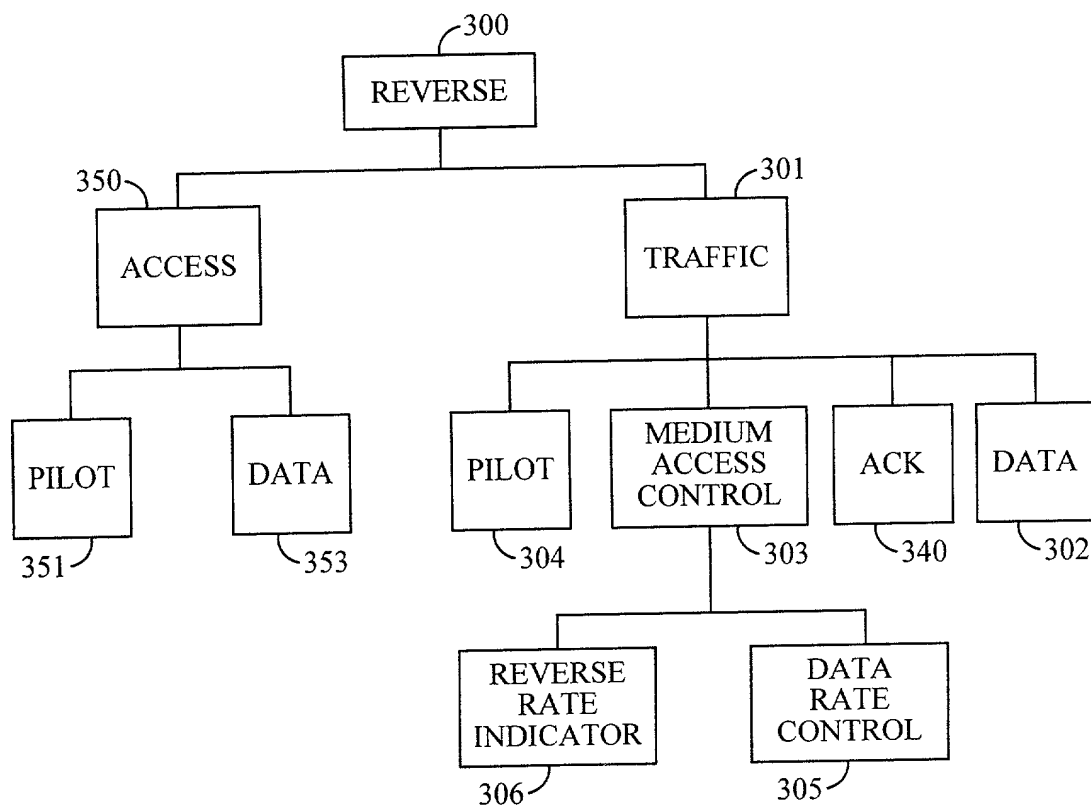 300
REVERSE
350
301
ACCESS
TRAFFIC
PILOT
DATA
PILOT
MEDIUM
ACCESS
CONTROL
ACK
DATA
351
353
304
303
340
302
REVERSE
RATE
INDICATOR
DATA
RATE
CONTROL
306
305